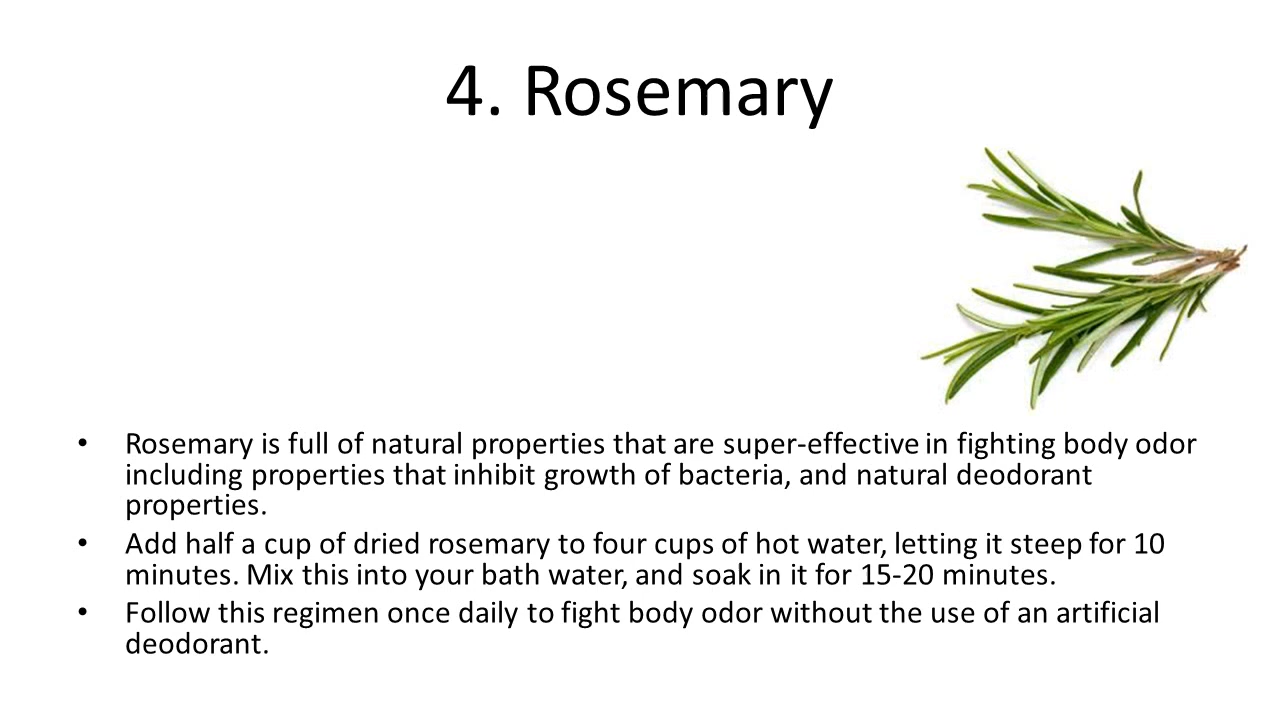 4. Rosemary
• Rosemary is full of natural properties that are super-effective in fighting body odor
including properties that inhibit growth of bacteria, and natural deodorant
properties.
• Add half a cup of dried rosemary to four cups of hot water, letting it steep for 10
minutes. Mix this into your bath water, and soak in it for 15-20 minutes.
• Follow this regimen once daily to fight body odor without the use of an artificial
deodorant.